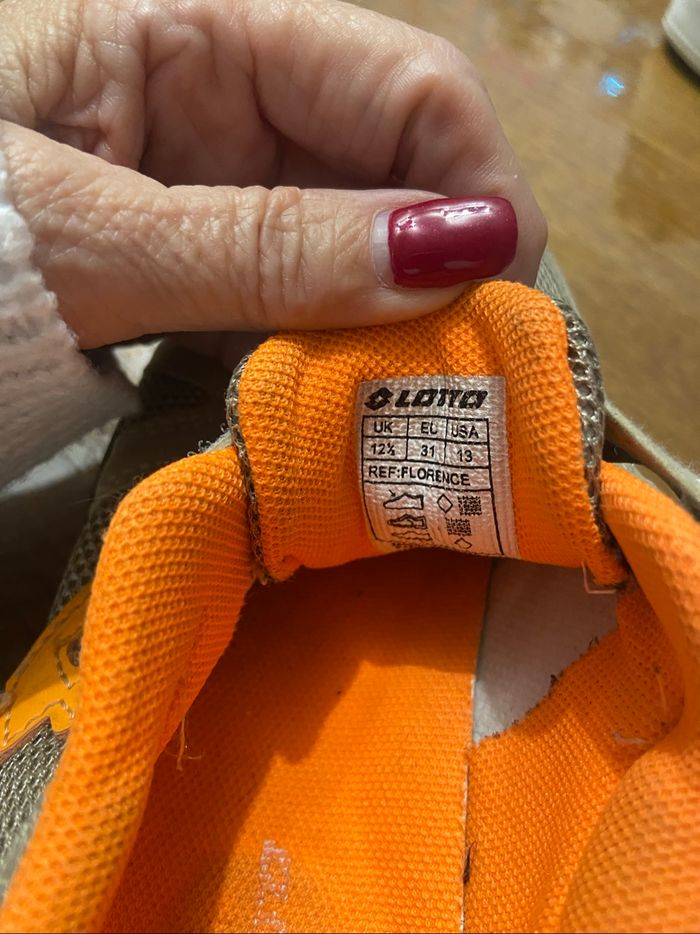 LOTTO
UK EU USA
12½ 31 13
REF:FLORENCE